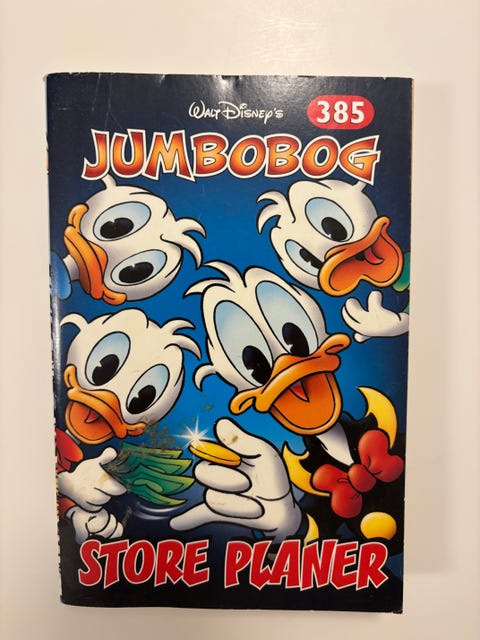 Walt Disney's
385
JUMBOBOG
STORE PLANER